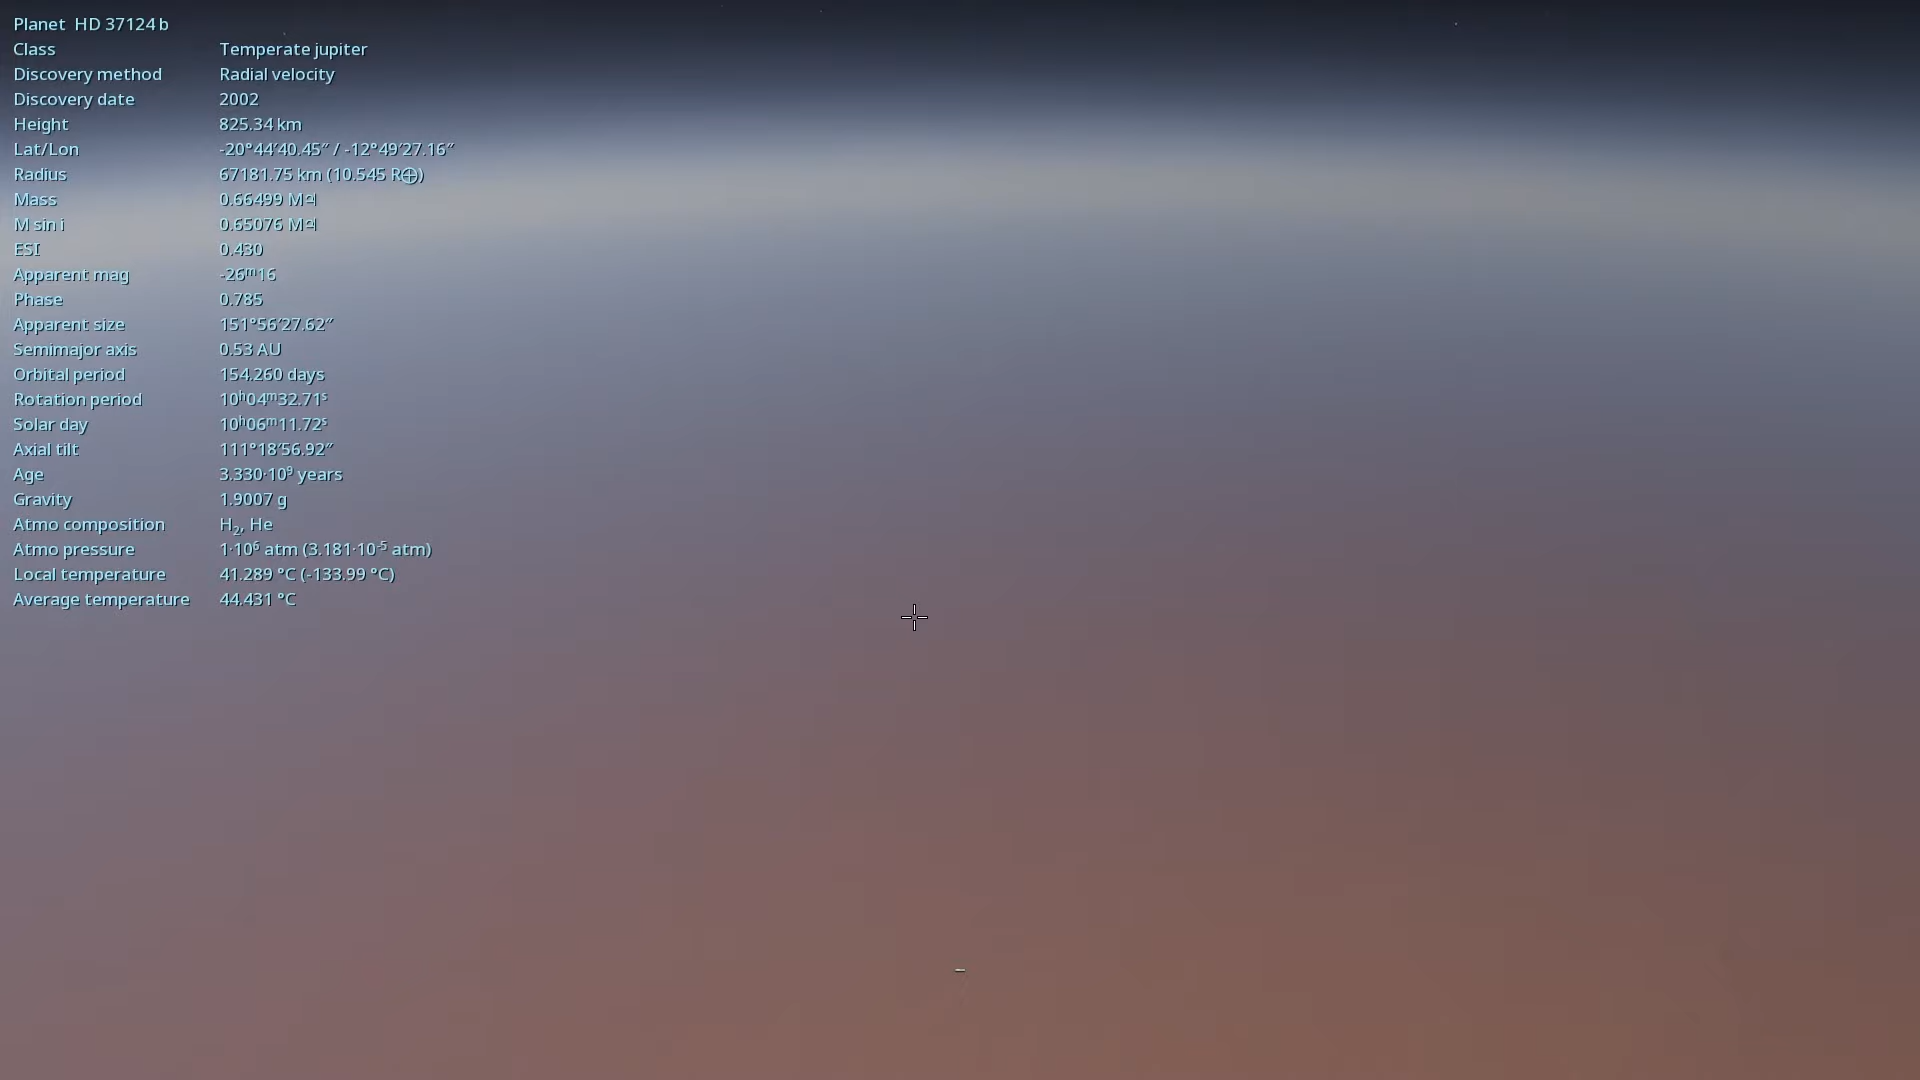 Planet HD 37124 b
Class Temperate jupiter
Discovery method Radial velocity
Discovery date 2002
Height 825.34 km
Lat/Lon -20°44′40.45″ / -12°49′27.16″
Radius 67181.75 km (10.545 R⊕)
Mass 0.66499 M♃
M sin i 0.65076 M♃
ESI 0.430
Apparent mag -26ᵐ16
Phase 0.785
Apparent size 151°56′27.62″
Semimajor axis 0.53 AU
Orbital period 154.260 days
Rotation period 10ʰ04ᵐ32.71ˢ
Solar day 10ʰ06ᵐ11.72ˢ
Axial tilt 111°18′56.92″
Age 3.330·10⁹ years
Gravity 1.9007 g
Atmo composition H₂, He
Atmo pressure 1·10⁶ atm (3.181·10⁻⁵ atm)
Local temperature 41.289 °C (-133.99 °C)
Average temperature 44.431 °C